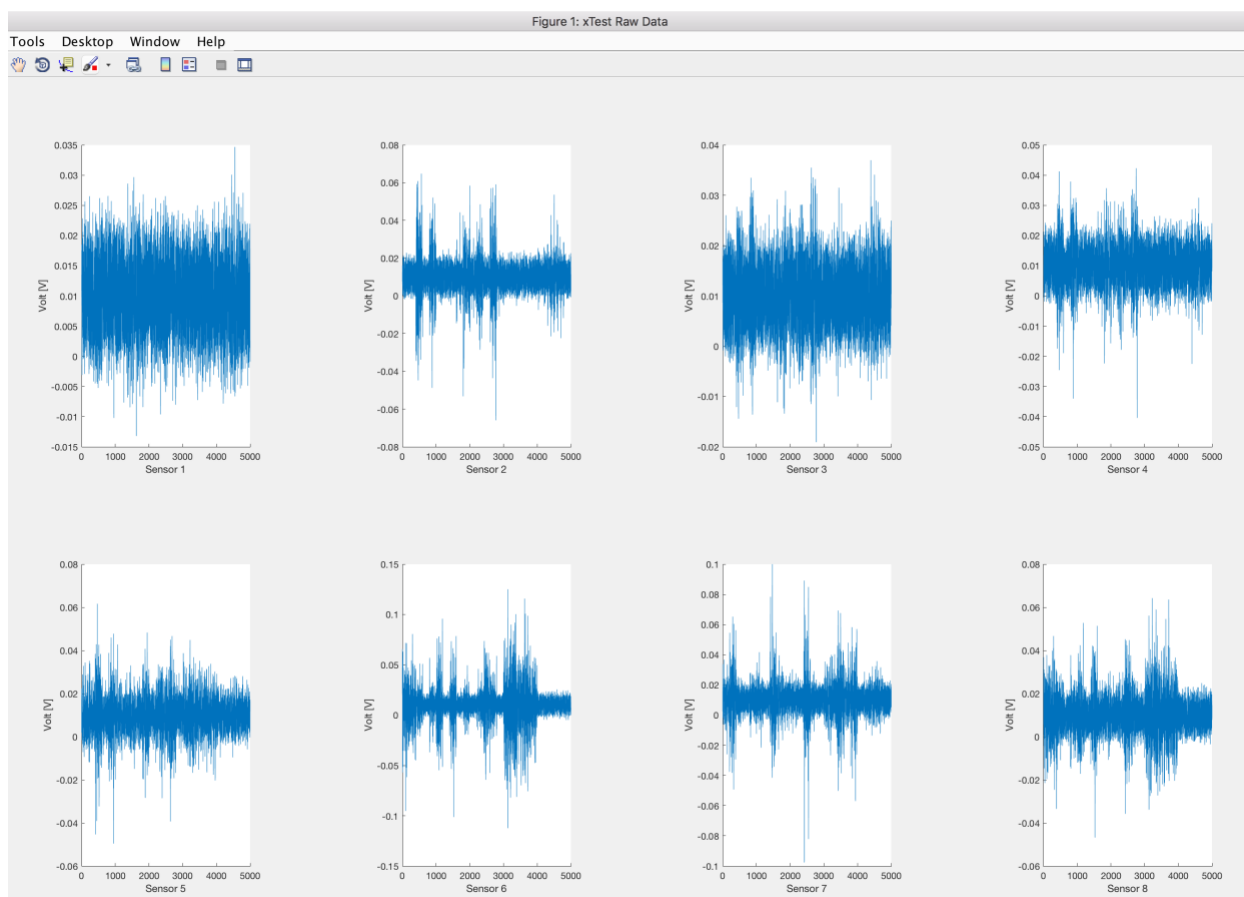 Figure 1: xTest Raw Data
Tools Desktop Window Help
0.035
0.03
0.025
0.02
0.015
0.01
0.005
0
-0.005
-0.01
-0.015
Volt [V]
0 1000 2000 3000 4000 5000
Sensor 1
0.08
0.06
0.04
0.02
0
-0.02
-0.04
-0.06
-0.08
Volt [V]
0 1000 2000 3000 4000 5000
Sensor 2
0.04
0.03
0.02
0.01
0
-0.01
-0.02
Volt [V]
0 1000 2000 3000 4000 5000
Sensor 3
0.05
0.04
0.03
0.02
0.01
0
-0.01
-0.02
-0.03
-0.04
-0.05
Volt [V]
0 1000 2000 3000 4000 5000
Sensor 4
0.08
0.06
0.04
0.02
0
-0.02
-0.04
-0.06
Volt [V]
0 1000 2000 3000 4000 5000
Sensor 5
0.15
0.1
0.05
0
-0.05
-0.1
-0.15
Volt [V]
0 1000 2000 3000 4000 5000
Sensor 6
0.1
0.08
0.06
0.04
0.02
0
-0.02
-0.04
-0.06
-0.08
-0.1
Volt [V]
0 1000 2000 3000 4000 5000
Sensor 7
0.08
0.06
0.04
0.02
0
-0.02
-0.04
-0.06
Volt [V]
0 1000 2000 3000 4000 5000
Sensor 8